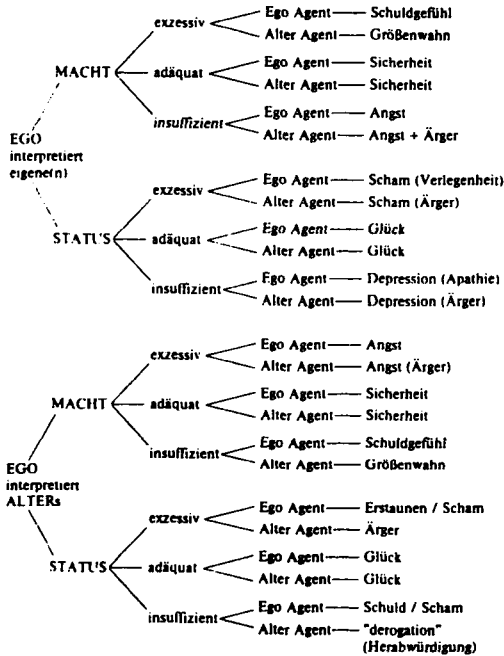 Ego Agent — Schuldgefühl
exzessiv
Alter Agent — Größenwahn
Ego Agent — Sicherheit
MACHT
adäquat
Alter Agent — Sicherheit
Ego Agent — Angst
insuffizient
Alter Agent — Angst + Ärger
EGO
interpretiert
eigene(n)
Ego Agent — Scham (Verlegenheit)
exzessiv
Alter Agent — Scham (Ärger)
Ego Agent — Glück
STATUS
adäquat
Alter Agent — Glück
Ego Agent — Depression (Apathie)
insuffizient
Alter Agent — Depression (Ärger)
Ego Agent — Angst
exzessiv
Alter Agent — Angst (Ärger)
Ego Agent — Sicherheit
MACHT
adäquat
Alter Agent — Sicherheit
Ego Agent — Schuldgefühl
insuffizient
Alter Agent — Größenwahn
EGO
interpretiert
ALTERs
Ego Agent — Erstaunen / Scham
exzessiv
Alter Agent — Ärger
Ego Agent — Glück
STATUS
adäquat
Alter Agent — Glück
Ego Agent — Schuld / Scham
insuffizient
Alter Agent — "derogation"
(Herabwürdigung)